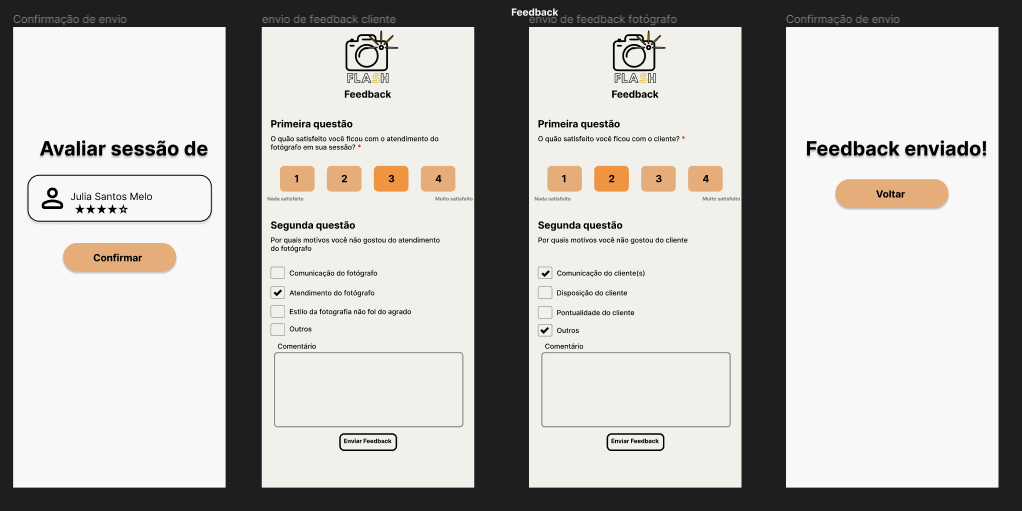 Feedback
Confirmação de envio
Avaliar sessão de
Julia Santos Melo
Confirmar
envio de feedback cliente
FLASH
Feedback
Primeira questão
O quão satisfeito você ficou com o atendimento do
fotógrafo em sua sessão? *
1 2 3 4
Nada satisfeito Muito satisfeito
Segunda questão
Por quais motivos você não gostou do atendimento
do fotógrafo
Comunicação do fotógrafo
Atendimento do fotógrafo
Estilo da fotografia não foi do agrado
Outros
Comentário
Enviar Feedback
envio de feedback fotógrafo
FLASH
Feedback
Primeira questão
O quão satisfeito você ficou com o cliente? *
1 2 3 4
Nada satisfeito Muito satisfeito
Segunda questão
Por quais motivos você não gostou do cliente
Comunicação do cliente(s)
Disposição do cliente
Pontualidade do cliente
Outros
Comentário
Enviar Feedback
Confirmação de envio
Feedback enviado!
Voltar